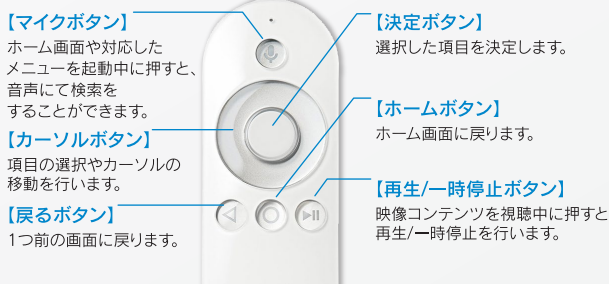 【マイクボタン】
ホーム画面や対応した
メニューを起動中に押すと、
音声にて検索を
することができます。
【カーソルボタン】
項目の選択やカーソルの
移動を行います。
【戻るボタン】
1つ前の画面に戻ります。
【決定ボタン】
選択した項目を決定します。
【ホームボタン】
ホーム画面に戻ります。
【再生/一時停止ボタン】
映像コンテンツを視聴中に押すと
再生/一時停止を行います。